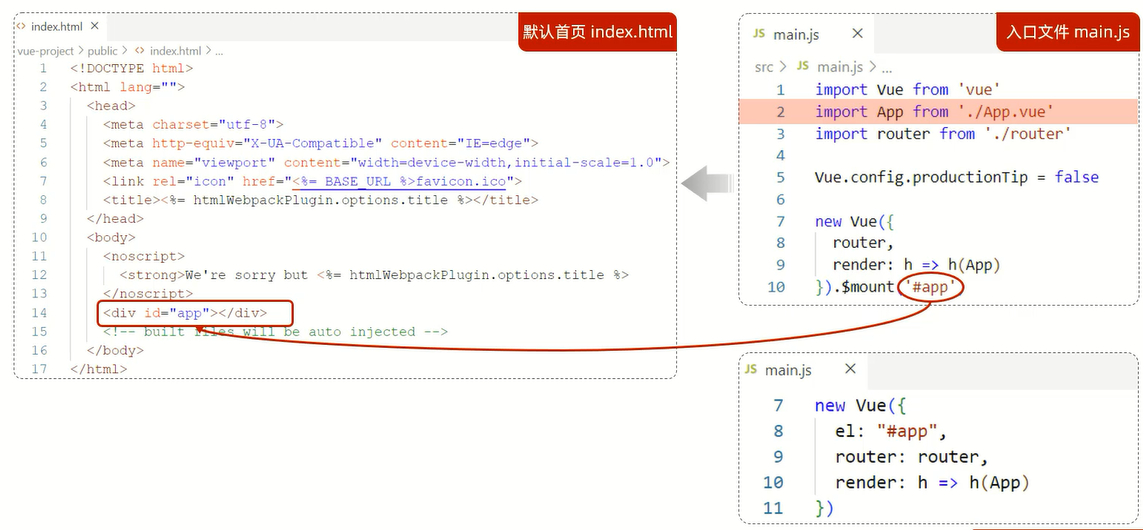 index.html ×
默认首页 index.html
vue-project > public > <> index.html > ...
1 <!DOCTYPE html>
2 <html lang="">
3 <head>
4 <meta charset="utf-8">
5 <meta http-equiv="X-UA-Compatible" content="IE=edge">
6 <meta name="viewport" content="width=device-width,initial-scale=1.0">
7 <link rel="icon" href="<%= BASE_URL %>favicon.ico">
8 <title><%= htmlWebpackPlugin.options.title %></title>
9 </head>
10 <body>
11 <noscript>
12 <strong>We're sorry but <%= htmlWebpackPlugin.options.title %>
13 </noscript>
14 <div id="app"></div>
15 <!-- built files will be auto injected -->
16 </body>
17 </html>
JS main.js ×
入口文件 main.js
src > JS main.js > ...
1 import Vue from 'vue'
2 import App from './App.vue'
3 import router from './router'
4
5 Vue.config.productionTip = false
6
7 new Vue({
8 router,
9 render: h => h(App)
10 }).$mount('#app')
JS main.js ×
7 new Vue({
8 el: "#app",
9 router: router,
10 render: h => h(App)
11 })